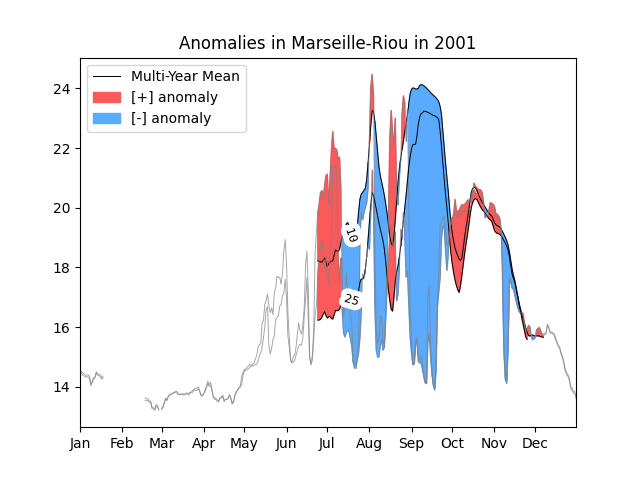 Anomalies in Marseille-Riou in 2001
Multi-Year Mean
[+] anomaly
[-] anomaly
24
22
20
18
16
14
10
25
Jan Feb Mar Apr May Jun Jul Aug Sep Oct Nov Dec